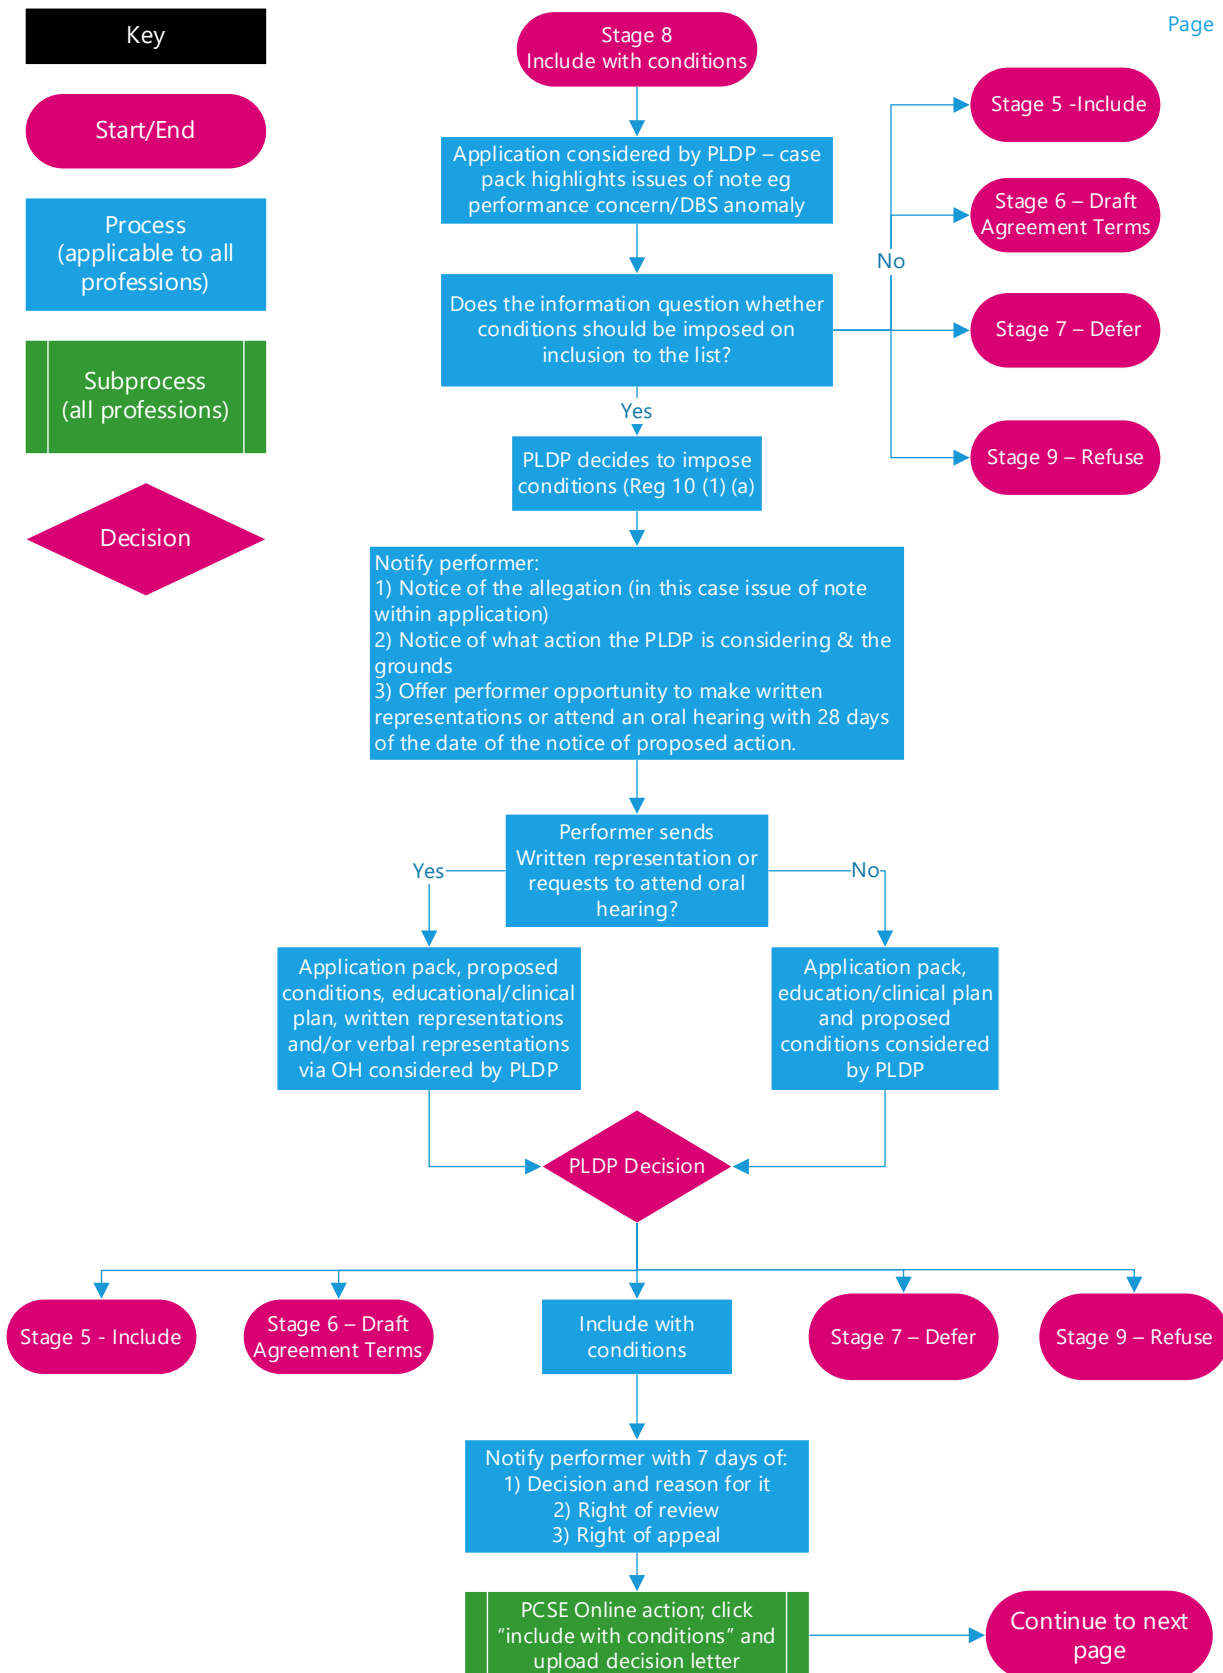 Key
Start/End
Process
(applicable to all
professions)
Subprocess
(all professions)
Decision
Page
Stage 8
Include with conditions
Application considered by PLDP – case
pack highlights issues of note eg
performance concern/DBS anomaly
Does the information question whether
conditions should be imposed on
inclusion to the list?
No
Stage 5 -Include
Stage 6 – Draft
Agreement Terms
Stage 7 – Defer
Stage 9 – Refuse
Yes
PLDP decides to impose
conditions (Reg 10 (1) (a)
Notify performer:
1) Notice of the allegation (in this case issue of note
within application)
2) Notice of what action the PLDP is considering & the
grounds
3) Offer performer opportunity to make written
representations or attend an oral hearing with 28 days
of the date of the notice of proposed action.
Performer sends
Written representation or
requests to attend oral
hearing?
Yes
No
Application pack, proposed
conditions, educational/clinical
plan, written representations
and/or verbal representations
via OH considered by PLDP
Application pack,
education/clinical plan
and proposed
conditions considered
by PLDP
PLDP Decision
Stage 5 - Include
Stage 6 – Draft
Agreement Terms
Include with
conditions
Stage 7 – Defer
Stage 9 – Refuse
Notify performer with 7 days of:
1) Decision and reason for it
2) Right of review
3) Right of appeal
PCSE Online action; click
“include with conditions” and
upload decision letter
Continue to next
page